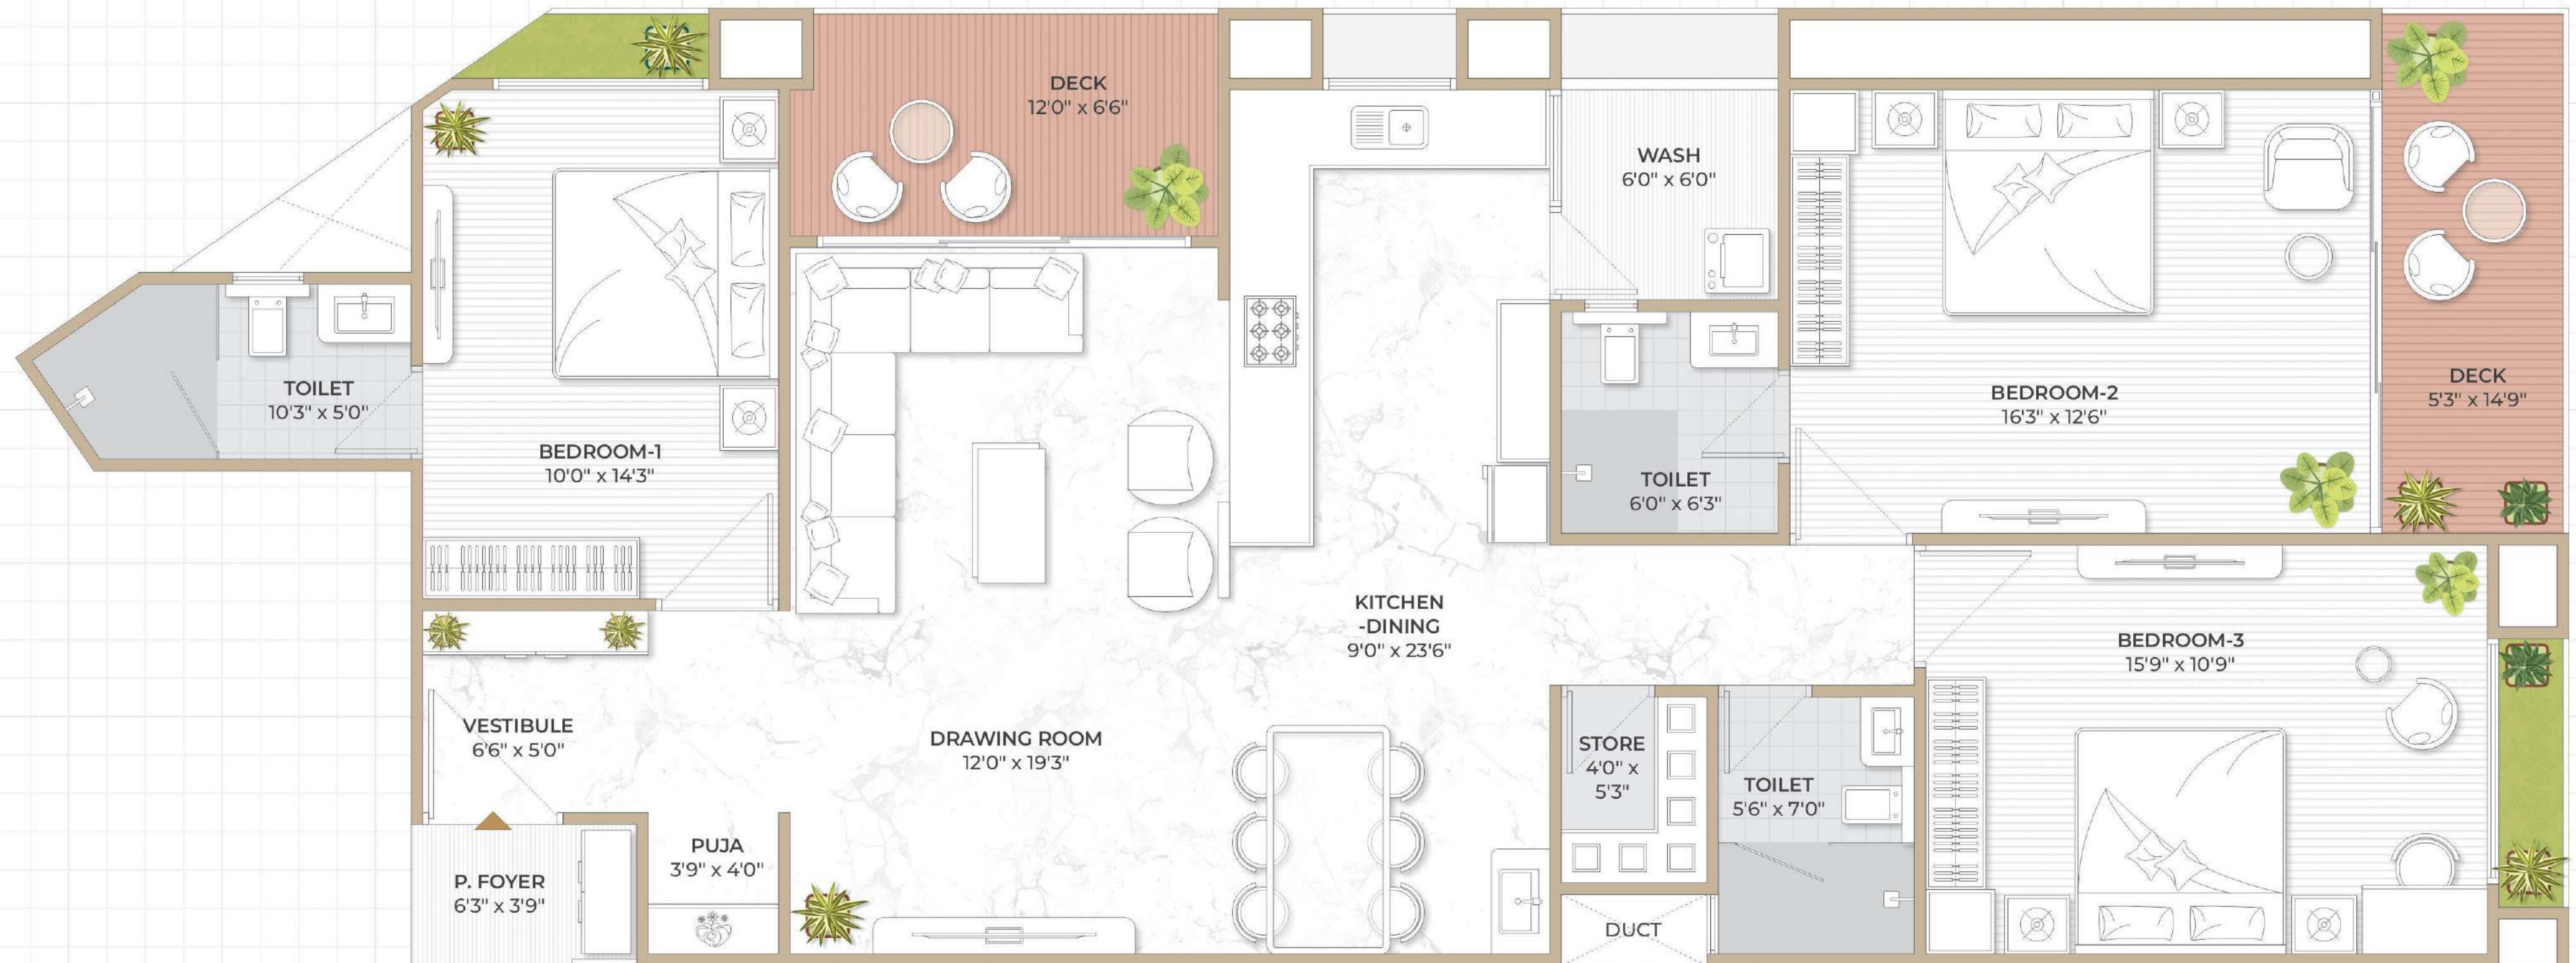 DECK
12'0" x 6'6"
WASH
6'0" x 6'0"
TOILET
10'3" x 5'0"
BEDROOM-1
10'0" x 14'3"
BEDROOM-2
16'3" x 12'6"
DECK
5'3" x 14'9"
TOILET
6'0" x 6'3"
KITCHEN
-DINING
9'0" x 23'6"
BEDROOM-3
15'9" x 10'9"
VESTIBULE
6'6" x 5'0"
DRAWING ROOM
12'0" x 19'3"
STORE
4'0" x
5'3"
TOILET
5'6" x 7'0"
PUJA
3'9" x 4'0"
P. FOYER
6'3" x 3'9"
DUCT